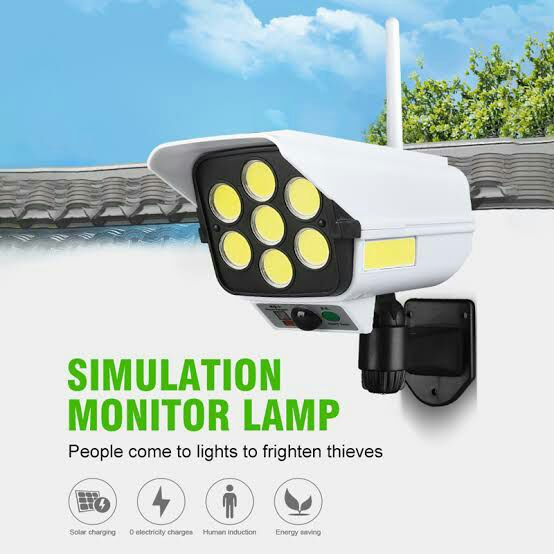 SIMULATION
MONITOR LAMP
People come to lights to frighten thieves
Solar charging
0 electricity charges
Human induction
Energy saving